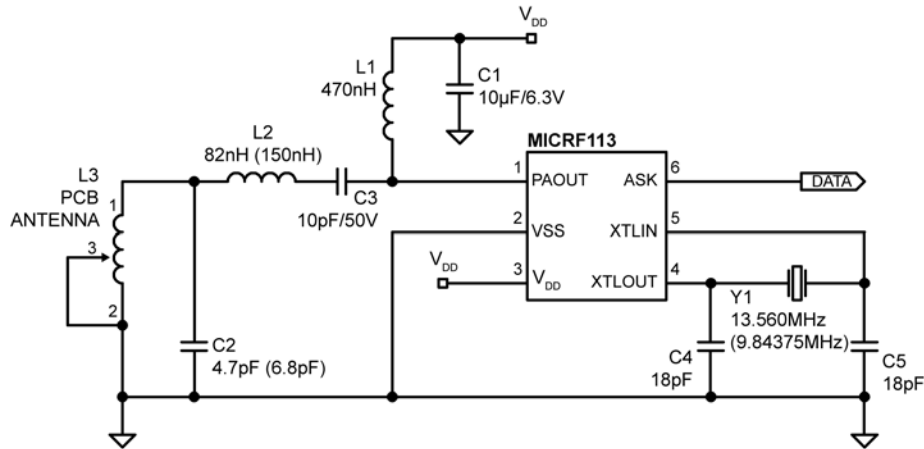 VDD
L1
470nH
C1
10µF/6.3V
L2
82nH (150nH)
C3
10pF/50V
L3
PCB
ANTENNA
1
3
2
C2
4.7pF (6.8pF)
MICRF113
1
PAOUT
ASK
6
DATA
2
VSS
XTLIN
5
VDD
3
VDD
XTLOUT
4
Y1
13.560MHz
(9.84375MHz)
C4
18pF
C5
18pF